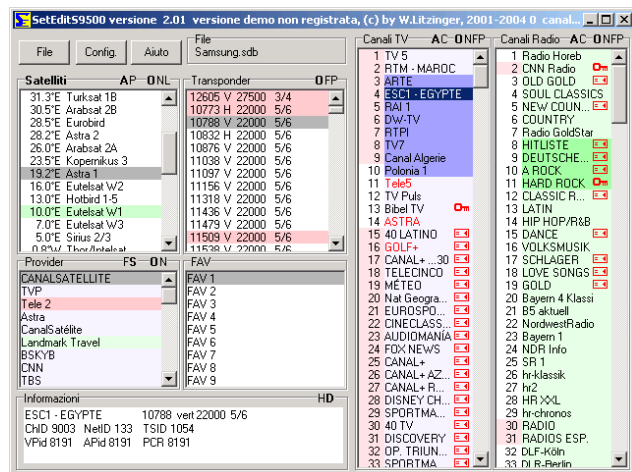 SetEditS9500 versione 2.01 versione demo non registrata, (c) by W.Litzinger, 2001-2004 0 canal...
File
Config.
Aiuto
File
Samsung.sdb
Satelliti AP ONL
31.3°E Turksat 1B
30.5°E Arabsat 2B
28.5°E Eurobird
28.2°E Astra 2
26.0°E Arabsat 2A
23.5°E Kopernikus 3
19.2°E Astra 1
16.0°E Eutelsat W2
13.0°E Hotbird 1-5
10.0°E Eutelsat W1
7.0°E Eutelsat W3
5.0°E Sirius 2/3
0.8°W Thor/Intelsat
Transponder OFP
12605 V 27500 3/4
10773 H 22000 5/6
10788 V 22000 5/6
10832 H 22000 5/6
10876 V 22000 5/6
11038 V 22000 5/6
11097 V 22000 5/6
11156 V 22000 5/6
11318 V 22000 5/6
11436 V 22000 5/6
11479 V 22000 5/6
11509 V 22000 5/6
11538 V 22000 5/6
Provider FS ON
CANALSATELLITE
TVP
Tele 2
Astra
CanalSatélite
Landmark Travel
BSKYB
CNN
TBS
FAV
FAV 1
FAV 2
FAV 3
FAV 4
FAV 5
FAV 6
FAV 7
FAV 8
FAV 9
Informazioni HD
ESC1 - EGYPTE 10788 vert 22000 5/6
ChID 9003 NetID 133 TSID 1054
VPid 8191 APid 8191 PCR 8191
Canali TV AC ONFP
1 TV 5
2 RTM - MAROC
3 ARTE
4 ESC1 - EGYPTE
5 RAI 1
6 DW-TV
7 RTPI
8 TV7
9 Canal Algerie
10 Polonia 1
11 Tele5
12 TV Puls
13 Bibel TV
14 ASTRA
15 40 LATINO
16 GOLF+
17 CANAL+ ...30
18 TELECINCO
19 MÉTEO
20 Nat Geogra...
21 EUROSPO...
22 CINECLASS...
23 AUDIOMANÍA
24 FOX NEWS
25 CANAL+
26 CANAL+ AZ...
27 CANAL+ R...
28 DISNEY CH...
29 SPORTMA...
30 40 TV
31 DISCOVERY
32 OP. TRIUN...
33 SPORTMA
Canali Radio AC ONFP
1 Radio Horeb
2 CNN Radio
3 OLD GOLD
4 SOUL CLASSICS
5 NEW COUN...
6 COUNTRY
7 Radio GoldStar
8 HITLISTE
9 DEUTSCHE...
10 A ROCK
11 HARD ROCK
12 CLASSIC R...
13 LATIN
14 HIP HOP/R&B
15 DANCE
16 VOLKSMUSIK
17 SCHLAGER
18 LOVE SONGS
19 GOLD
20 Bayern 4 Klassi
21 B5 aktuell
22 NordwestRadio
23 Bayern 1
24 NDR Info
25 SR 1
26 hr-klassik
27 hr2
28 HR XXL
29 hr-chronos
30 RADIO
31 RADIOS ESP.
32 DLF-Köln
33 DLR-Berlin